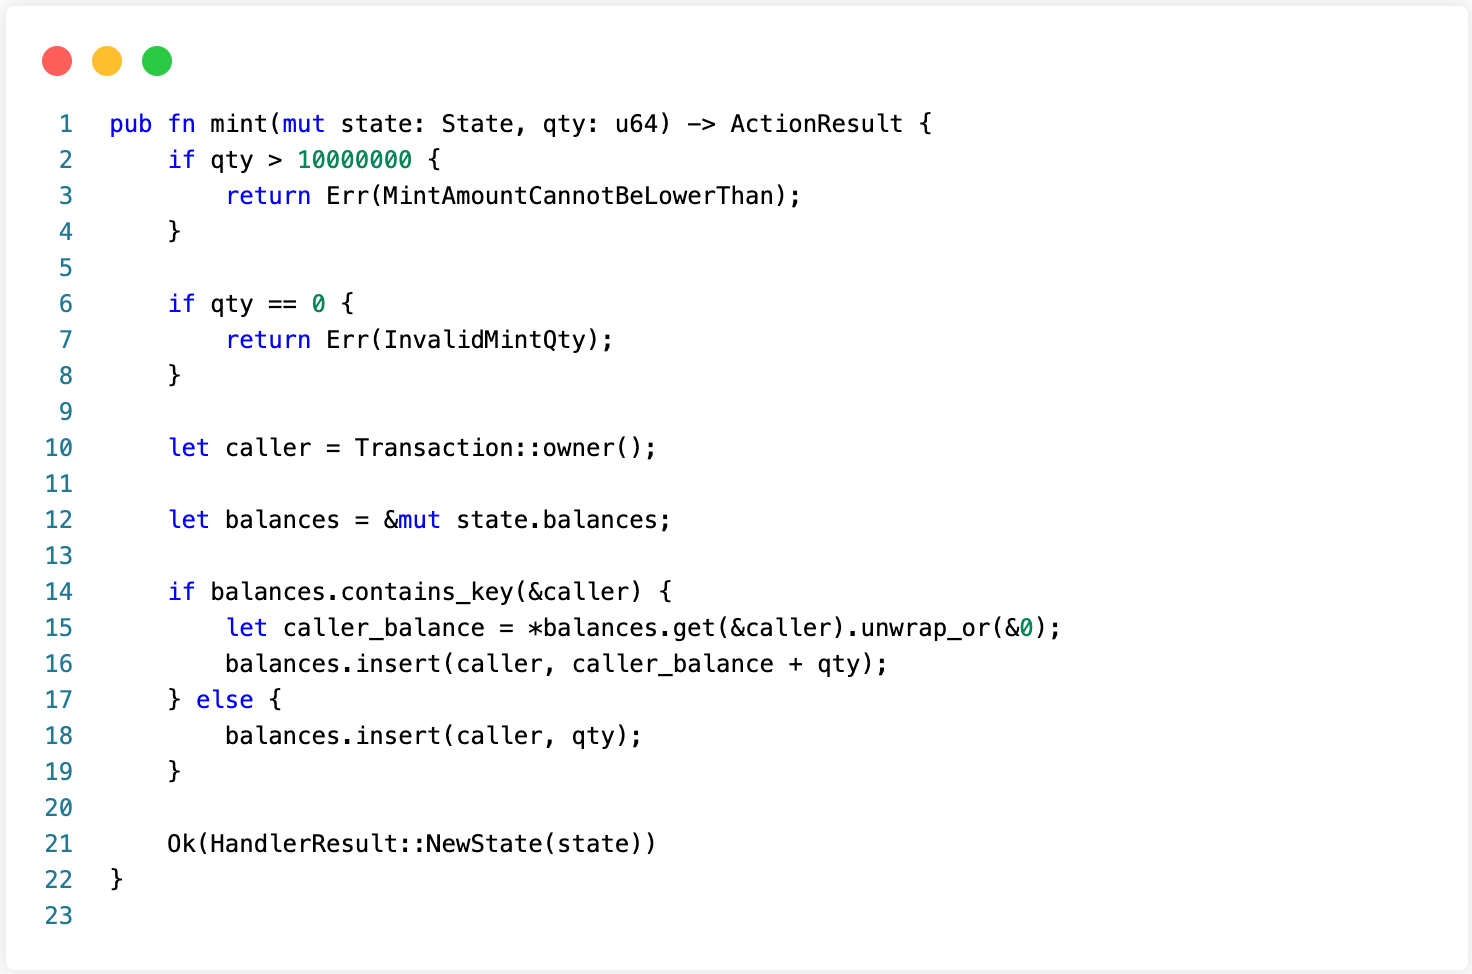 1 pub fn mint(mut state: State, qty: u64) -> ActionResult {
2     if qty > 10000000 {
3         return Err(MintAmountCannotBeLowerThan);
4     }
5
6     if qty == 0 {
7         return Err(InvalidMintQty);
8     }
9
10     let caller = Transaction::owner();
11
12     let balances = &mut state.balances;
13
14     if balances.contains_key(&caller) {
15         let caller_balance = *balances.get(&caller).unwrap_or(&0);
16         balances.insert(caller, caller_balance + qty);
17     } else {
18         balances.insert(caller, qty);
19     }
20
21     Ok(HandlerResult::NewState(state))
22 }
23